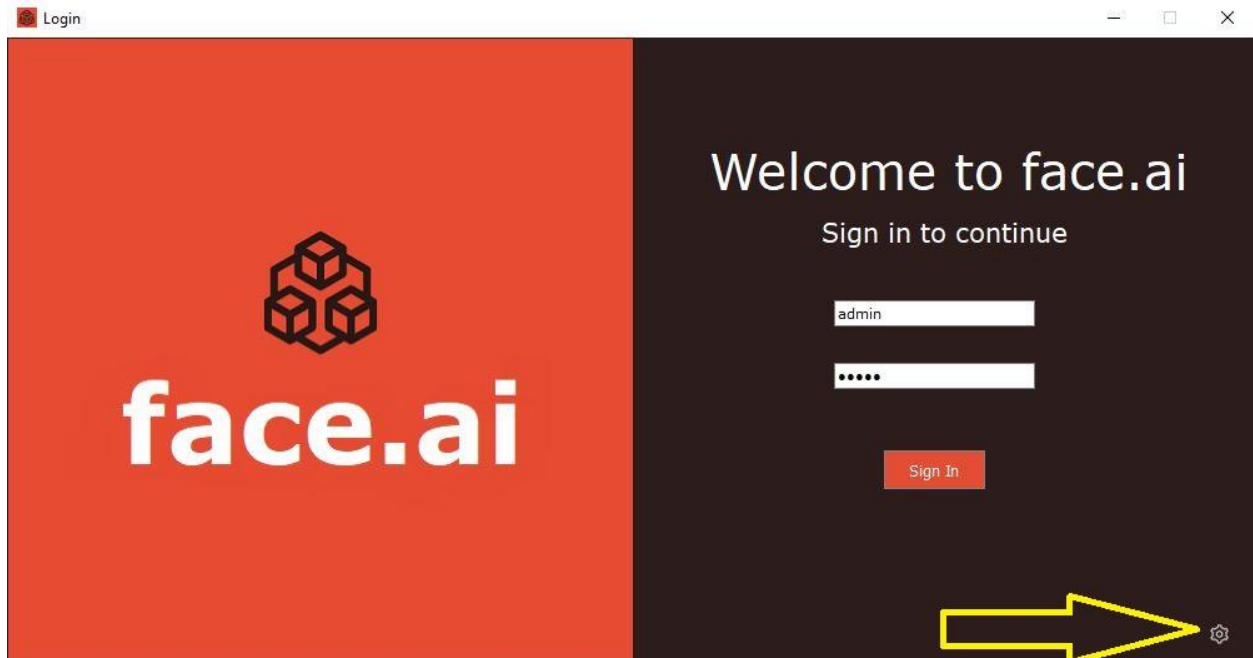 Login
face.ai
Welcome to face.ai
Sign in to continue
admin
•••••
Sign In